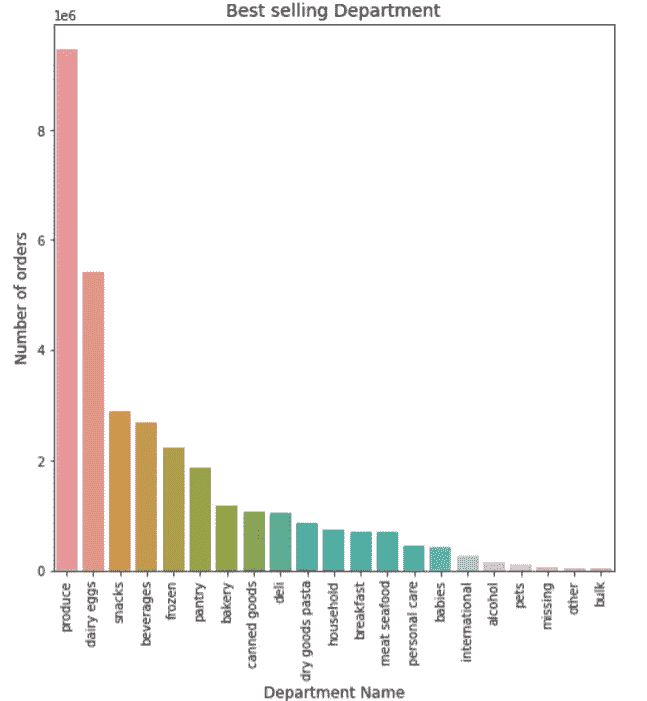 Best selling Department
1e6
8
6
4
2
0
Number of orders
produce
dairy eggs
snacks
beverages
frozen
pantry
bakery
canned goods
deli
dry goods pasta
household
breakfast
meat seafood
personal care
babies
international
alcohol
pets
missing
other
bulk
Department Name